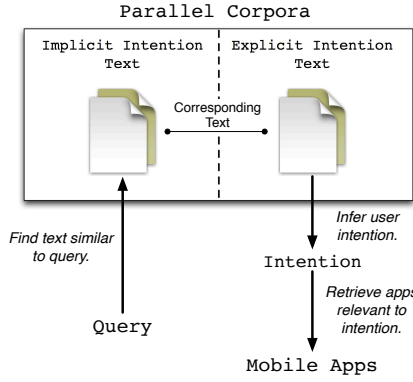 Parallel Corpora
Implicit Intention
Text
Explicit Intention
Text
Corresponding
Text
Find text similar
to query.
Infer user
intention.
Intention
Retrieve apps
relevant to
intention.
Query
Mobile Apps